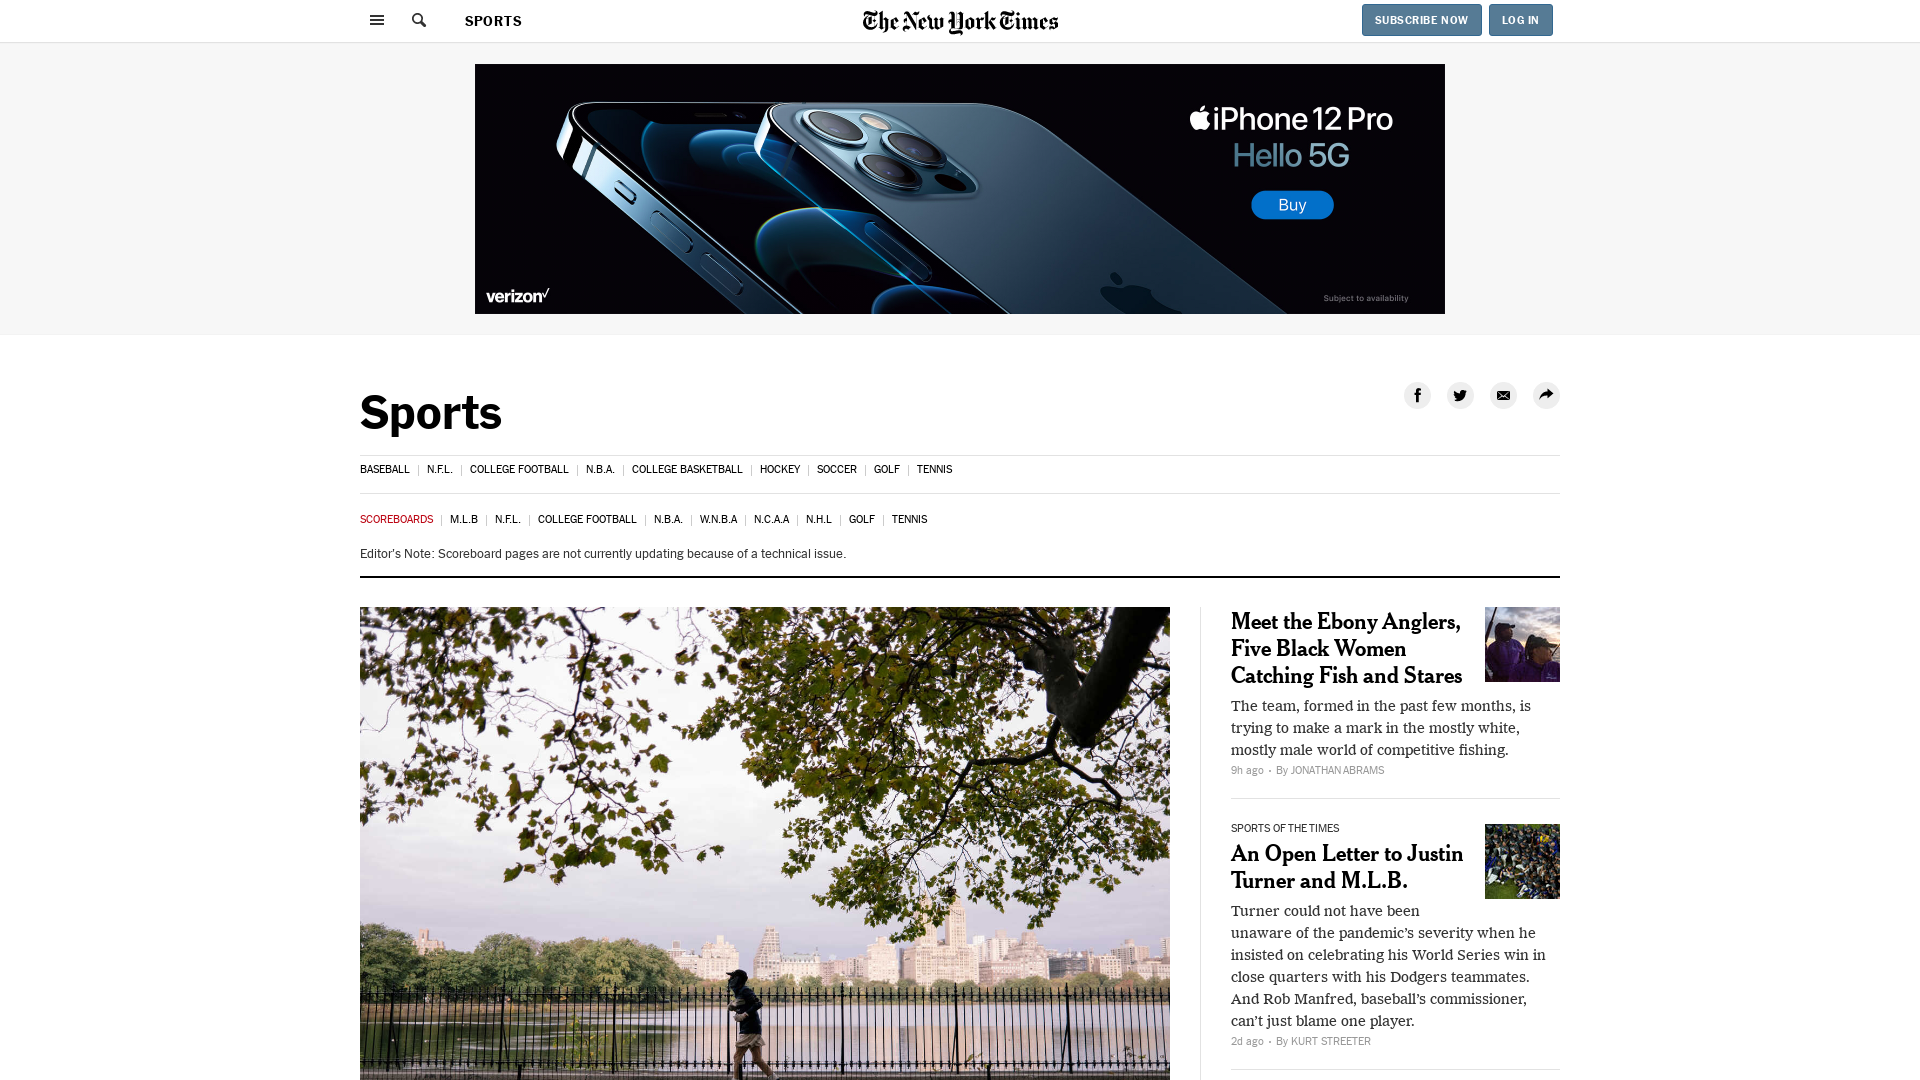 SPORTS
The New York Times
SUBSCRIBE NOW
LOG IN
iPhone 12 Pro
Hello 5G
Buy
verizon
Subject to availability
Sports
BASEBALL | N.F.L. | COLLEGE FOOTBALL | N.B.A. | COLLEGE BASKETBALL | HOCKEY | SOCCER | GOLF | TENNIS
SCOREBOARDS | M.L.B | N.F.L. | COLLEGE FOOTBALL | N.B.A. | W.N.B.A | N.C.A.A | N.H.L | GOLF | TENNIS
Editor's Note: Scoreboard pages are not currently updating because of a technical issue.
Meet the Ebony Anglers,
Five Black Women
Catching Fish and Stares
The team, formed in the past few months, is
trying to make a mark in the mostly white,
mostly male world of competitive fishing.
9h ago • By JONATHAN ABRAMS
SPORTS OF THE TIMES
An Open Letter to Justin
Turner and M.L.B.
Turner could not have been
unaware of the pandemic’s severity when he
insisted on celebrating his World Series win in
close quarters with his Dodgers teammates.
And Rob Manfred, baseball’s commissioner,
can’t just blame one player.
2d ago • By KURT STREETER